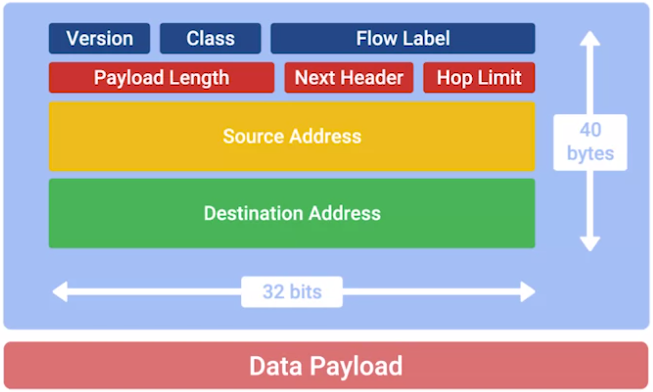 Version Class Flow Label
Payload Length Next Header Hop Limit
Source Address
40
bytes
Destination Address
32 bits
Data Payload